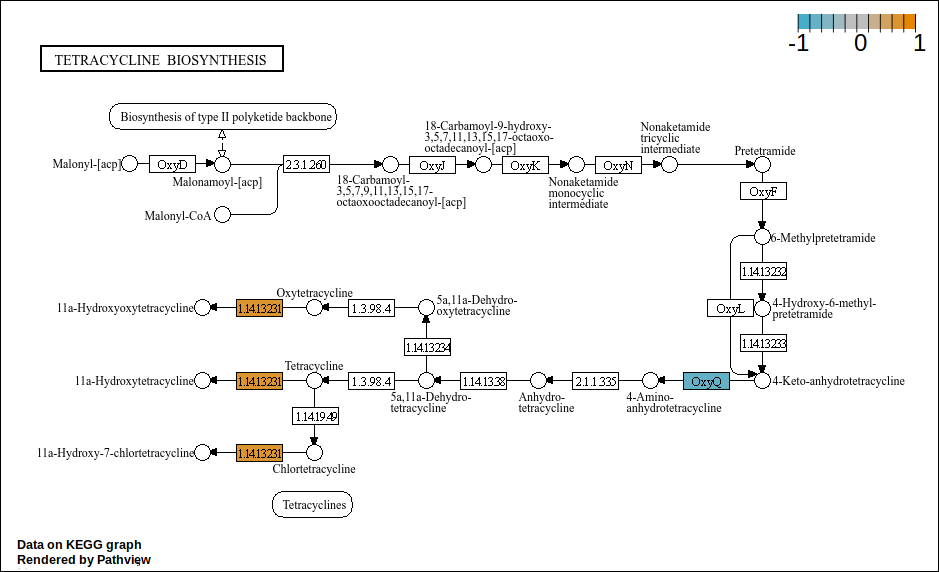 -1 0 1
TETRACYCLINE BIOSYNTHESIS
Biosynthesis of type II polyketide backbone
18-Carbamoyl-9-hydroxy-
3,5,7,11,13,15,17-octaoxo-
octadecanoyl-[acp]
Nonaketamide
tricyclic
intermediate
Malonyl-[acp]
OxyD
Malonamoyl-[acp]
2.3.1.260
18-Carbamoyl-
3,5,7,9,11,13,15,17-
octaoxooctadecanoyl-[acp]
OxyJ
OxyK
Nonaketamide
monocyclic
intermediate
OxyN
Pretetramide
Malonyl-CoA
OxyF
6-Methylpretetramide
1.14.13.232
OxyL
4-Hydroxy-6-methyl-
pretetramide
1.14.13.233
11a-Hydroxyoxytetracycline
1.14.13.231
Oxytetracycline
1.3.98.4
5a,11a-Dehydro-
oxytetracycline
1.14.13.234
11a-Hydroxytetracycline
1.14.13.231
Tetracycline
1.3.98.4
5a,11a-Dehydro-
tetracycline
1.14.13.38
Anhydro-
tetracycline
2.1.1.335
4-Amino-
anhydrotetracycline
OxyQ
4-Keto-anhydrotetracycline
1.14.19.49
11a-Hydroxy-7-chlortetracycline
1.14.13.231
Chlortetracycline
Tetracyclines
Data on KEGG graph
Rendered by Pathview